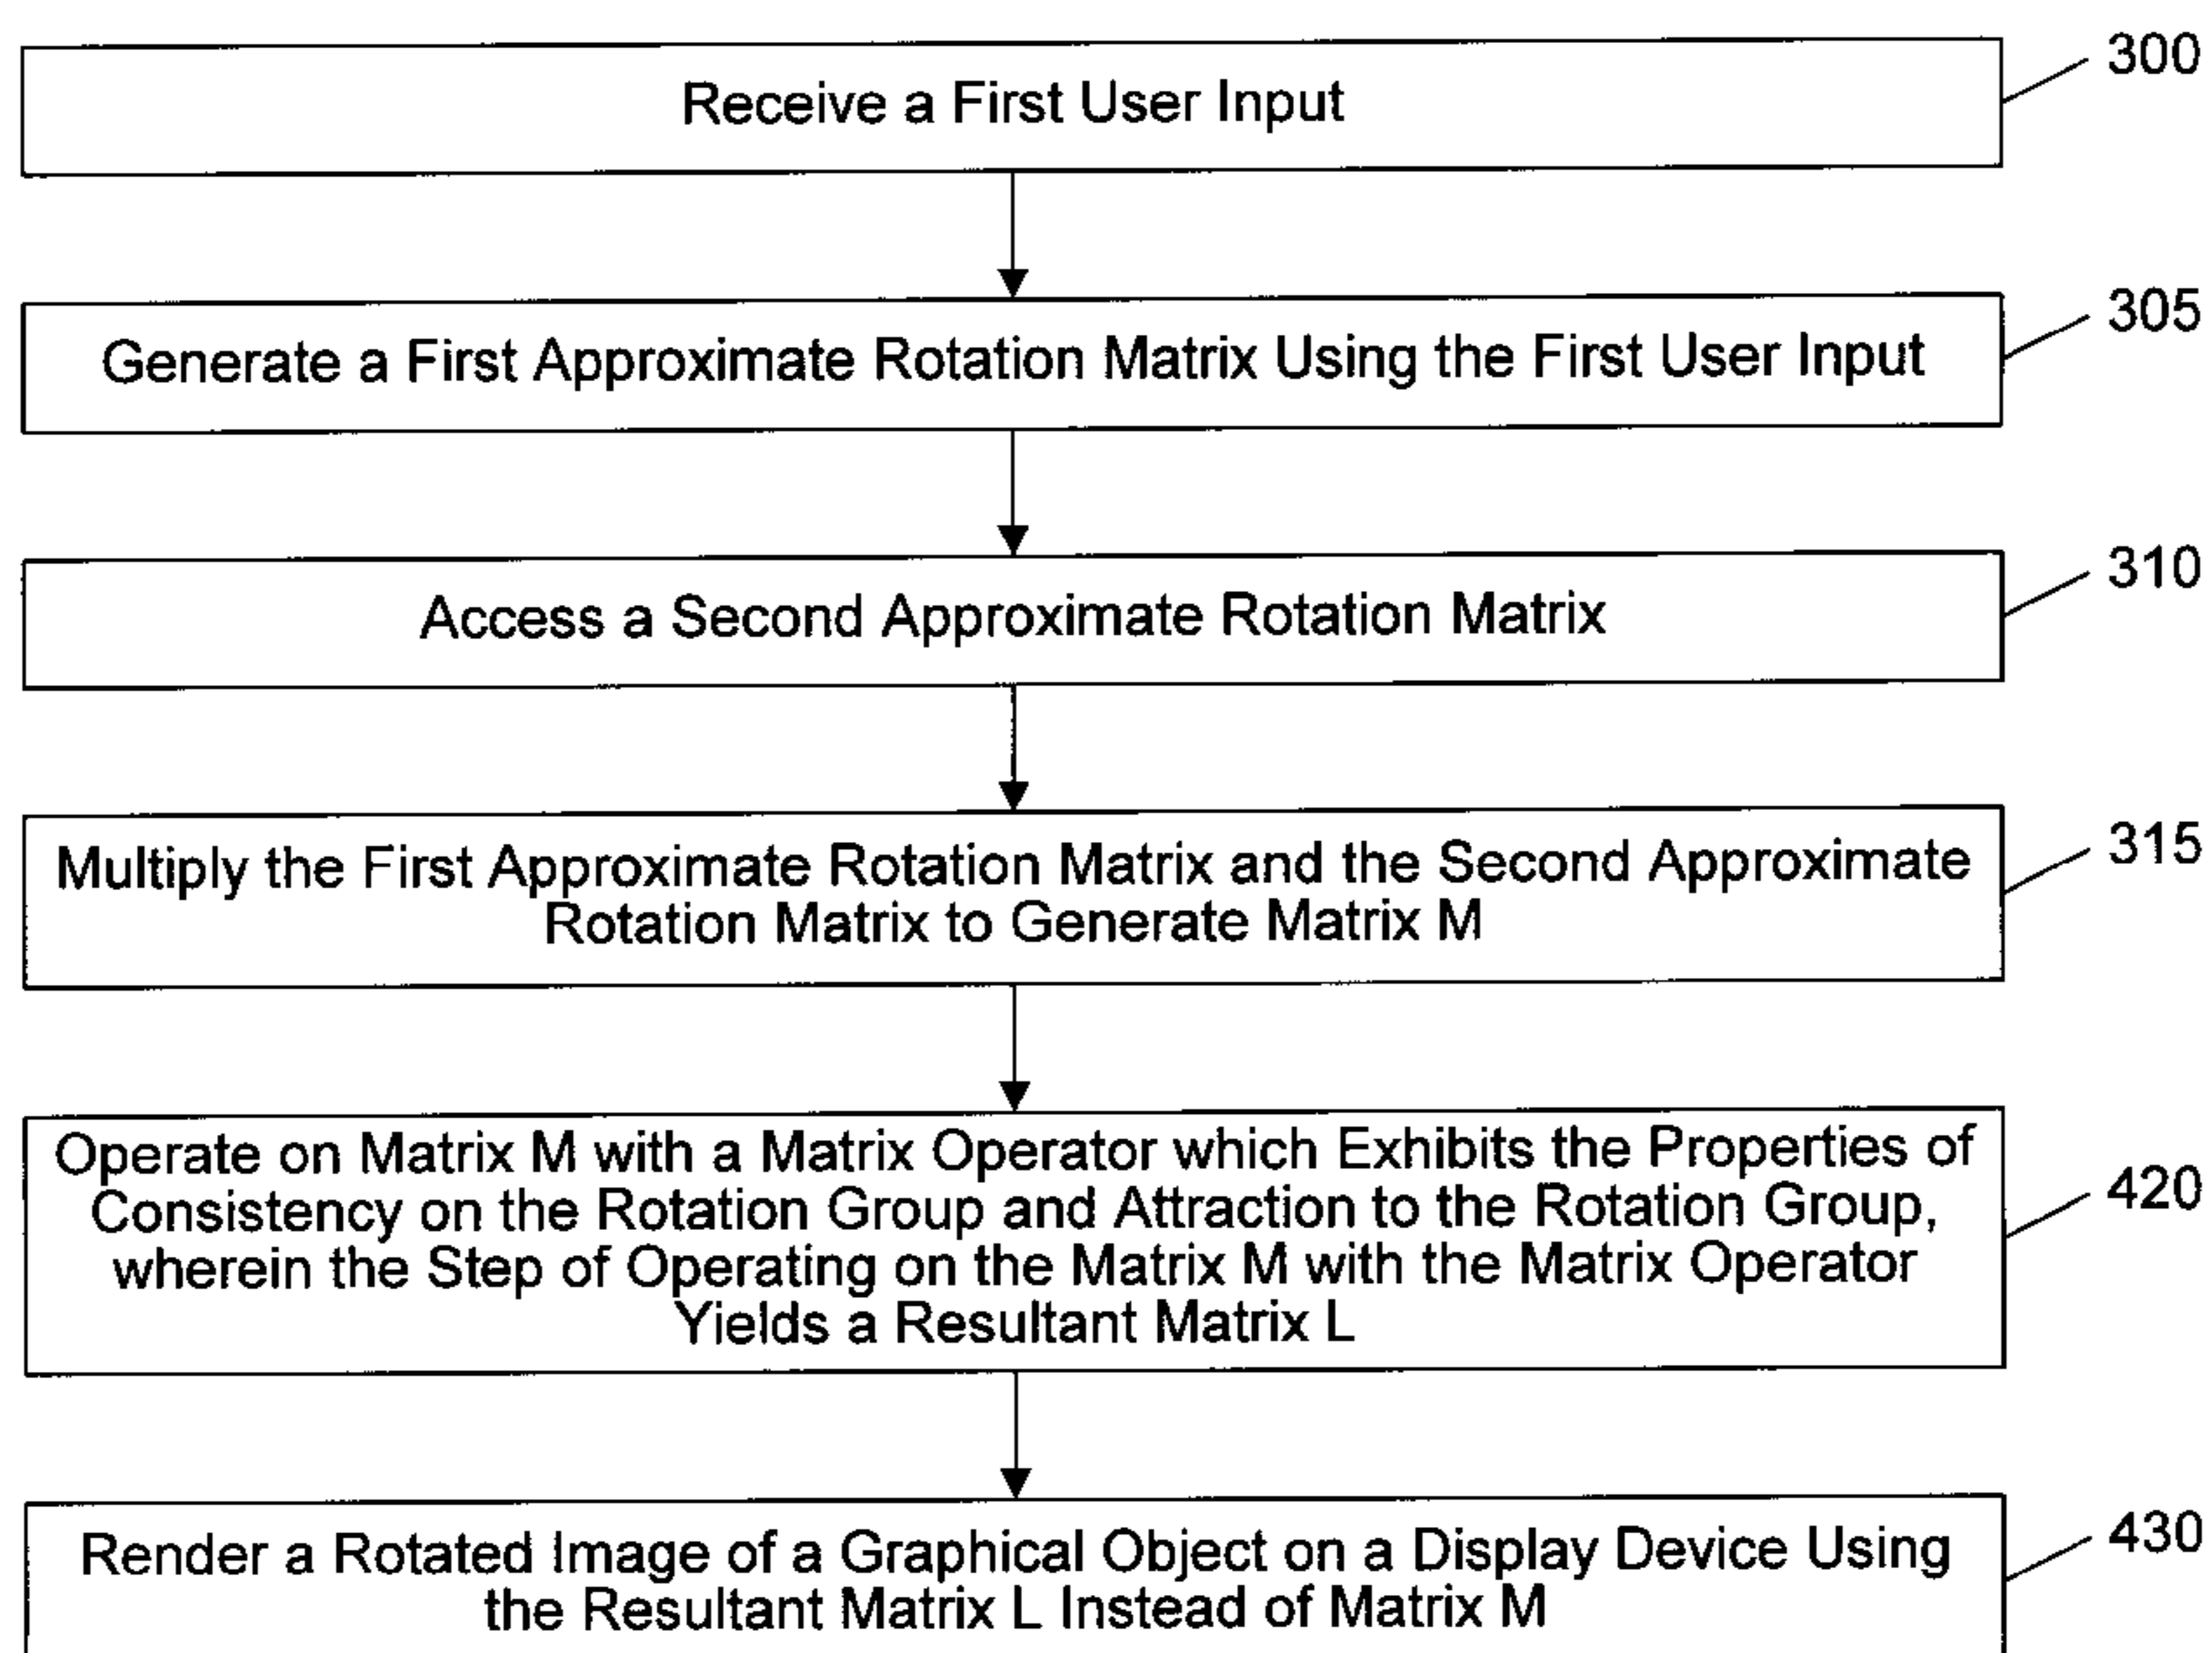 Receive a First User Input
300
Generate a First Approximate Rotation Matrix Using the First User Input
305
Access a Second Approximate Rotation Matrix
310
Multiply the First Approximate Rotation Matrix and the Second Approximate
Rotation Matrix to Generate Matrix M
315
Operate on Matrix M with a Matrix Operator which Exhibits the Properties of
Consistency on the Rotation Group and Attraction to the Rotation Group,
wherein the Step of Operating on the Matrix M with the Matrix Operator
Yields a Resultant Matrix L
420
Render a Rotated Image of a Graphical Object on a Display Device Using
the Resultant Matrix L Instead of Matrix M
430